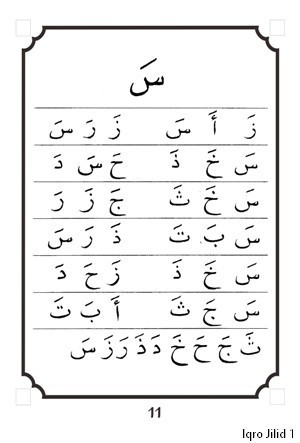 سَ
زَ أَ سَ زَ رَ سَ
سَ خَ ذَ حَ سَ دَ
سَ خَ ثَ جَ زَ رَ
سَ بَ تَ ذَ رَ سَ
سَ خَ ذَ زَ حَ دَ
سَ جَ ثَ أَ بَ تَ
ثَ جَ حَ خَ دَ ذَ رَ زَ سَ
11
Iqro Jilid 1